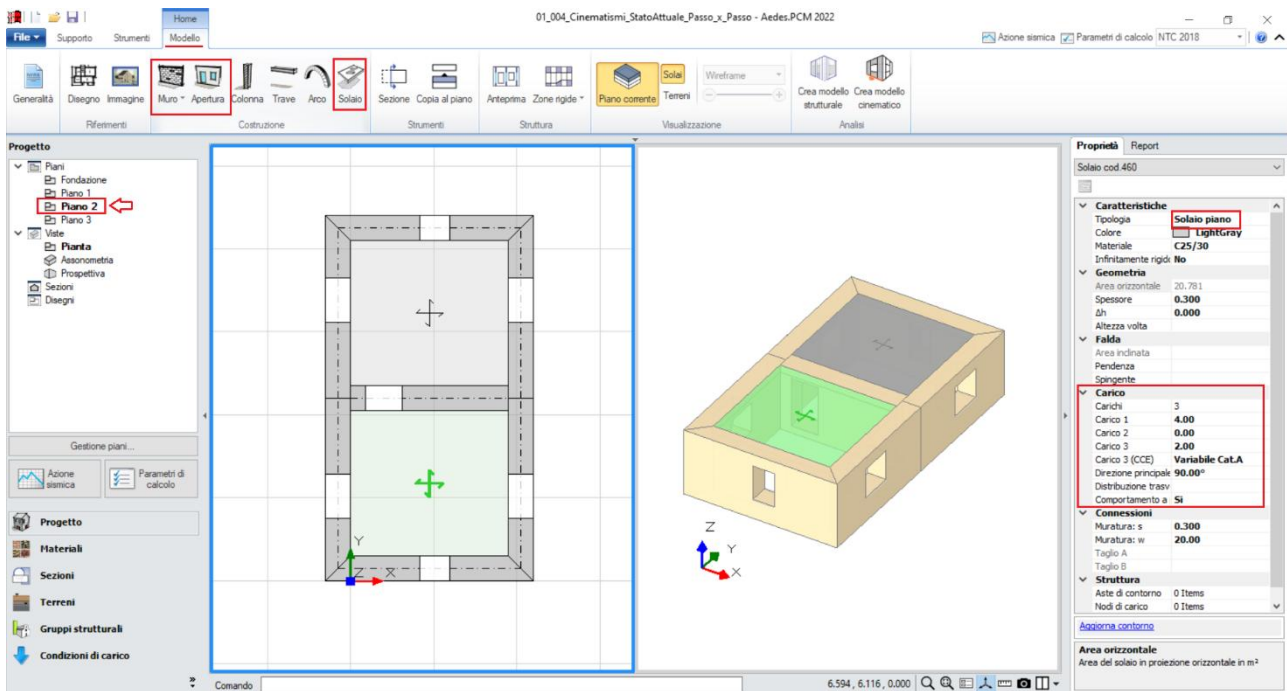 01_004_Cinematismi_StatoAttuale_Passo_x_Passo - Aedes.PCM 2022
Home
File Supporto Strumenti Modello
Azione sismica Parametri di calcolo NTC 2018
Generalità Disegno Immagine Muro Apertura Colonna Trave Arco Solaio Sezione Copia al piano Anteprima Zone rigide Piano corrente Solai Terreni Wireframe Crea modello strutturale Crea modello cinematico
Riferimenti Costruzione Strumenti Struttura Visualizzazione Analisi
Progetto
Piani
Fondazione
Piano 1
Piano 2
Piano 3
Viste
Pianta
Assonometria
Prospettiva
Sezioni
Disegni
Gestione piani...
Azione sismica
Parametri di calcolo
Progetto
Materiali
Sezioni
Terreni
Gruppi strutturali
Condizioni di carico
Y
Z X
Z
Y
X
Comando
6.594 , 6.116 , 0.000
Proprietà Report
Solaio cod.460
Caratteristiche
Tipologia Solaio piano
Colore LightGray
Materiale C25/30
Infinitamente rigid No
Geometria
Area orizzontale 20.781
Spessore 0.300
Δh 0.000
Altezza volta
Falda
Area inclinata
Pendenza
Spingente
Carico
Carichi 3
Carico 1 4.00
Carico 2 0.00
Carico 3 2.00
Carico 3 (CCE) Variabile Cat.A
Direzione principale 90.00°
Distribuzione trasv
Comportamento a Sì
Connessioni
Muratura: s 0.300
Muratura: w 20.00
Taglio A
Taglio B
Struttura
Aste di contorno 0 Items
Nodi di carico 0 Items
Aggiorna contorno
Area orizzontale
Area del solaio in proiezione orizzontale in m²